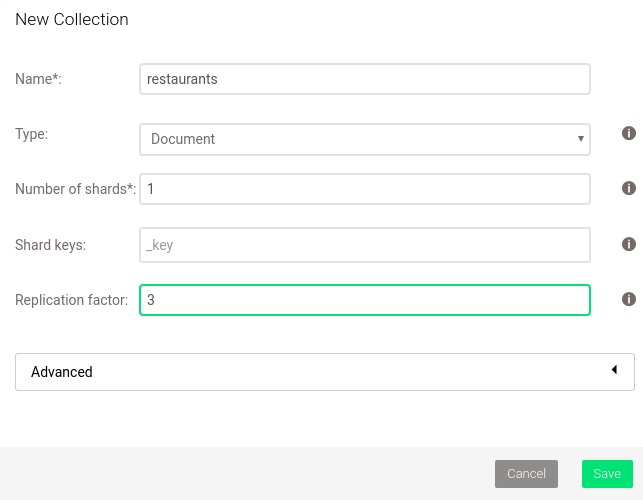 New Collection
Name*: restaurants
Type: Document
Number of shards*: 1
Shard keys: _key
Replication factor: 3
Advanced
Cancel Save